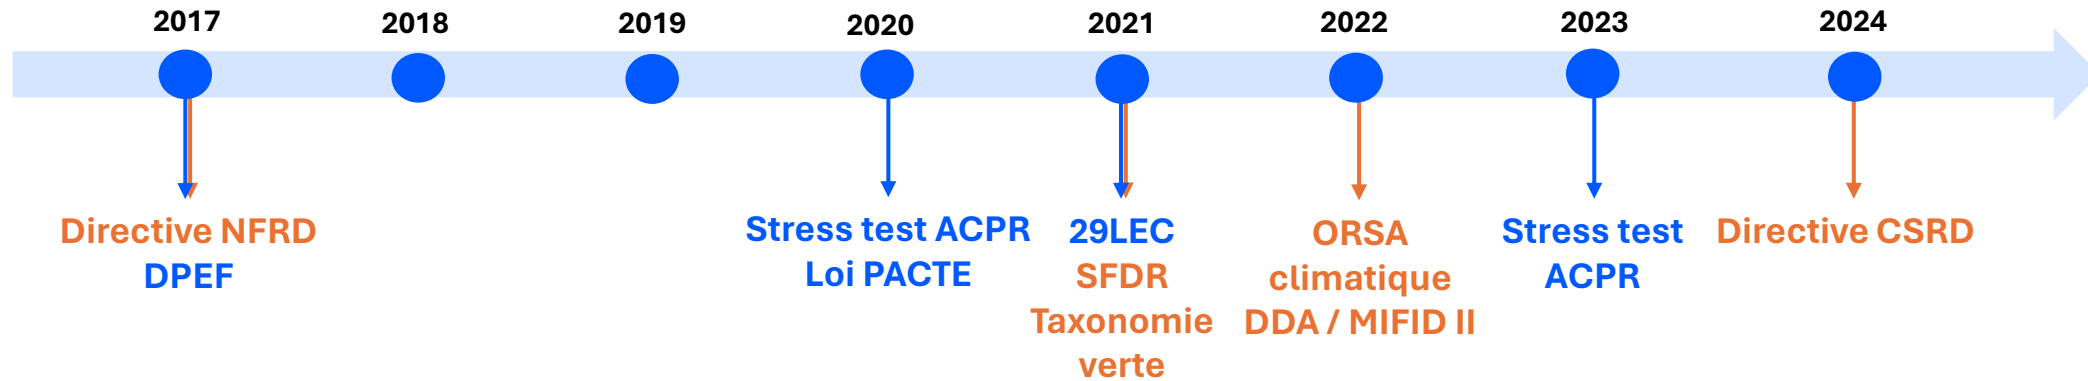 2017
2018
2019
2020
2021
2022
2023
2024
Directive NFRD
DPEF
Stress test ACPR
Loi PACTE
29LEC
SFDR
Taxonomie
verte
ORSA
climatique
DDA / MIFID II
Stress test
ACPR
Directive CSRD